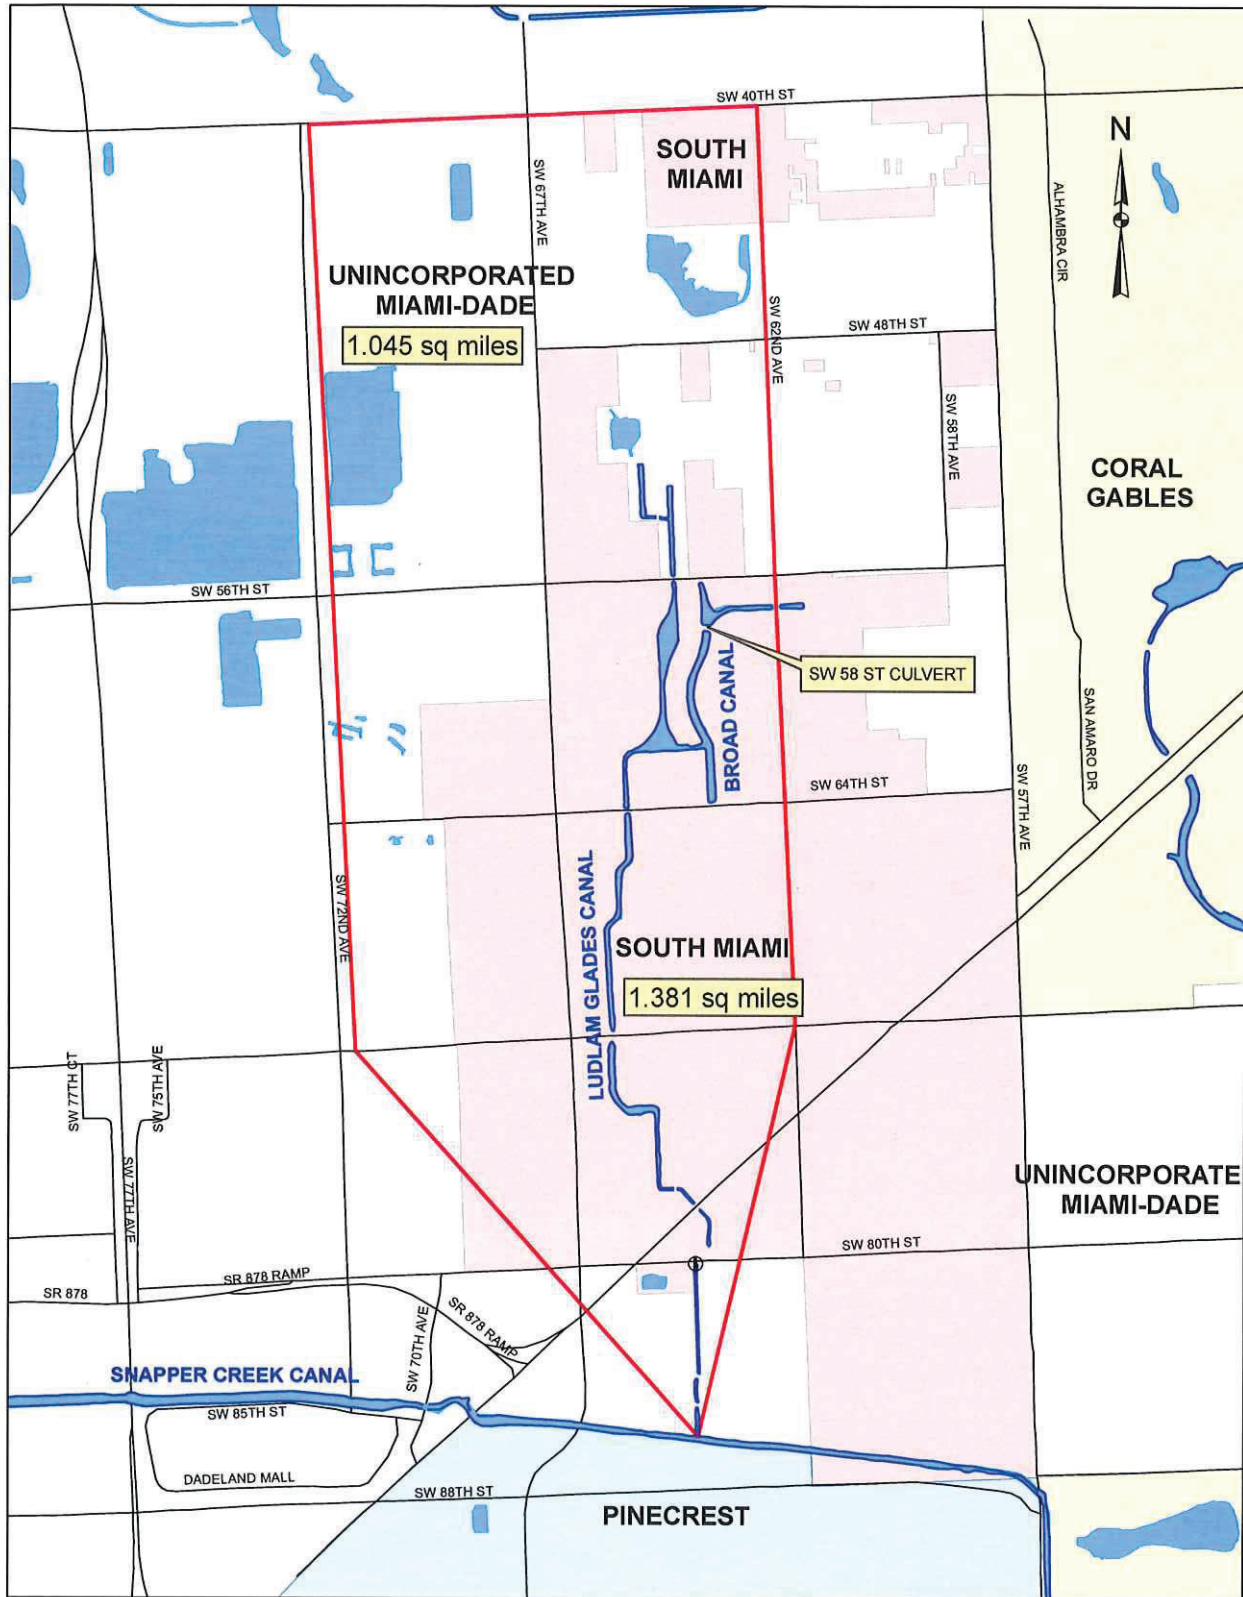 SW 40TH ST
N
SOUTH
MIAMI
SW 67TH AVE
ALHAMBRA CIR
UNINCORPORATED
MIAMI-DADE
1.045 sq miles
SW 62ND AVE
SW 48TH ST
SW 58TH AVE
CORAL
GABLES
SW 56TH ST
SW 58 ST CULVERT
BROAD CANAL
SAN AMARO DR
SW 64TH ST
SW 57TH AVE
SW 72ND AVE
LUDLAM GLADES CANAL
SOUTH MIAMI
1.381 sq miles
SW 77TH CT
SW 75TH AVE
SW 77TH AVE
UNINCORPORATE
MIAMI-DADE
SW 80TH ST
SR 878 RAMP
SR 878
SR 878 RAMP
SW 70TH AVE
SNAPPER CREEK CANAL
SW 85TH ST
DADELAND MALL
SW 88TH ST
PINECREST